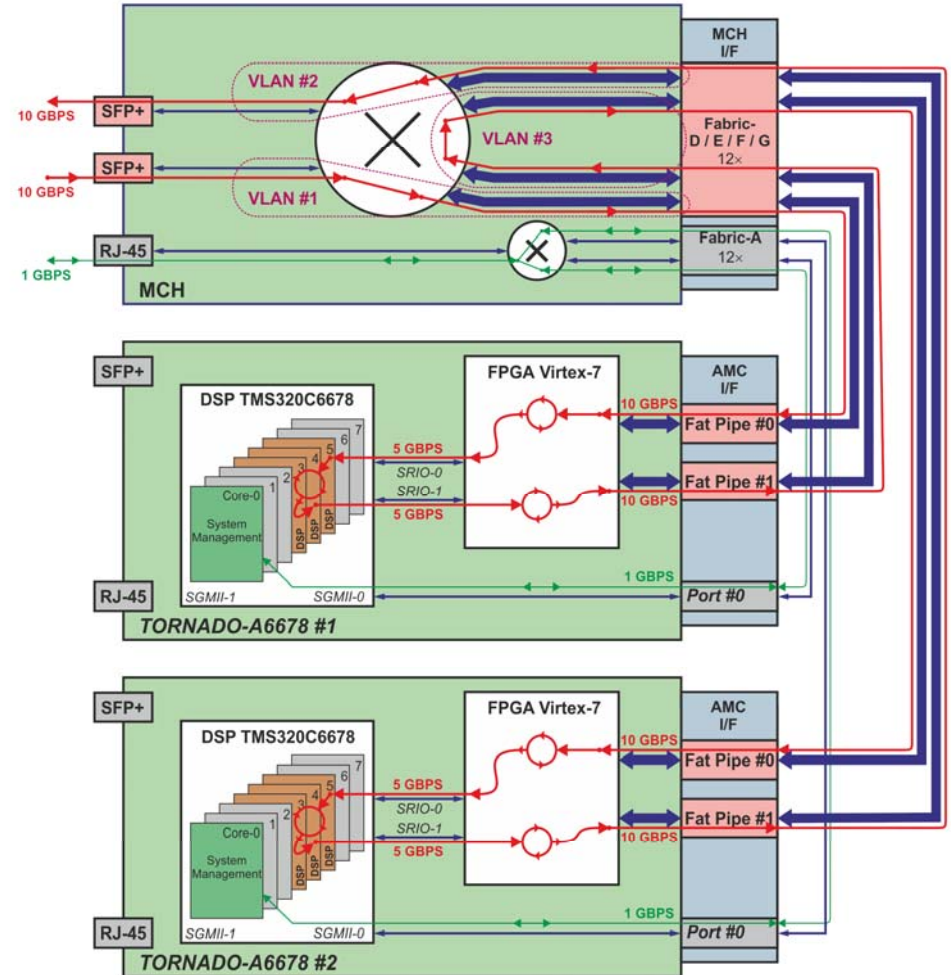 MCH
I/F
VLAN #2
SFP+
10 GBPS
VLAN #3
Fabric-
D / E / F / G
12×
SFP+
10 GBPS
VLAN #1
RJ-45
1 GBPS
Fabric-A
12×
MCH
SFP+
FPGA Virtex-7
AMC
I/F
DSP TMS320C6678
10 GBPS
Fat Pipe #0
5 GBPS
SRIO-0
SRIO-1
5 GBPS
Fat Pipe #1
10 GBPS
7
6
5
4
3
2
1
Core-0
System
Management
DSP
DSP
DSP
1 GBPS
RJ-45
SGMII-1
SGMII-0
Port #0
TORNADO-A6678 #1
SFP+
FPGA Virtex-7
AMC
I/F
DSP TMS320C6678
10 GBPS
Fat Pipe #0
5 GBPS
SRIO-0
SRIO-1
5 GBPS
Fat Pipe #1
10 GBPS
7
6
5
4
3
2
1
Core-0
System
Management
DSP
DSP
DSP
1 GBPS
RJ-45
SGMII-1
SGMII-0
Port #0
TORNADO-A6678 #2